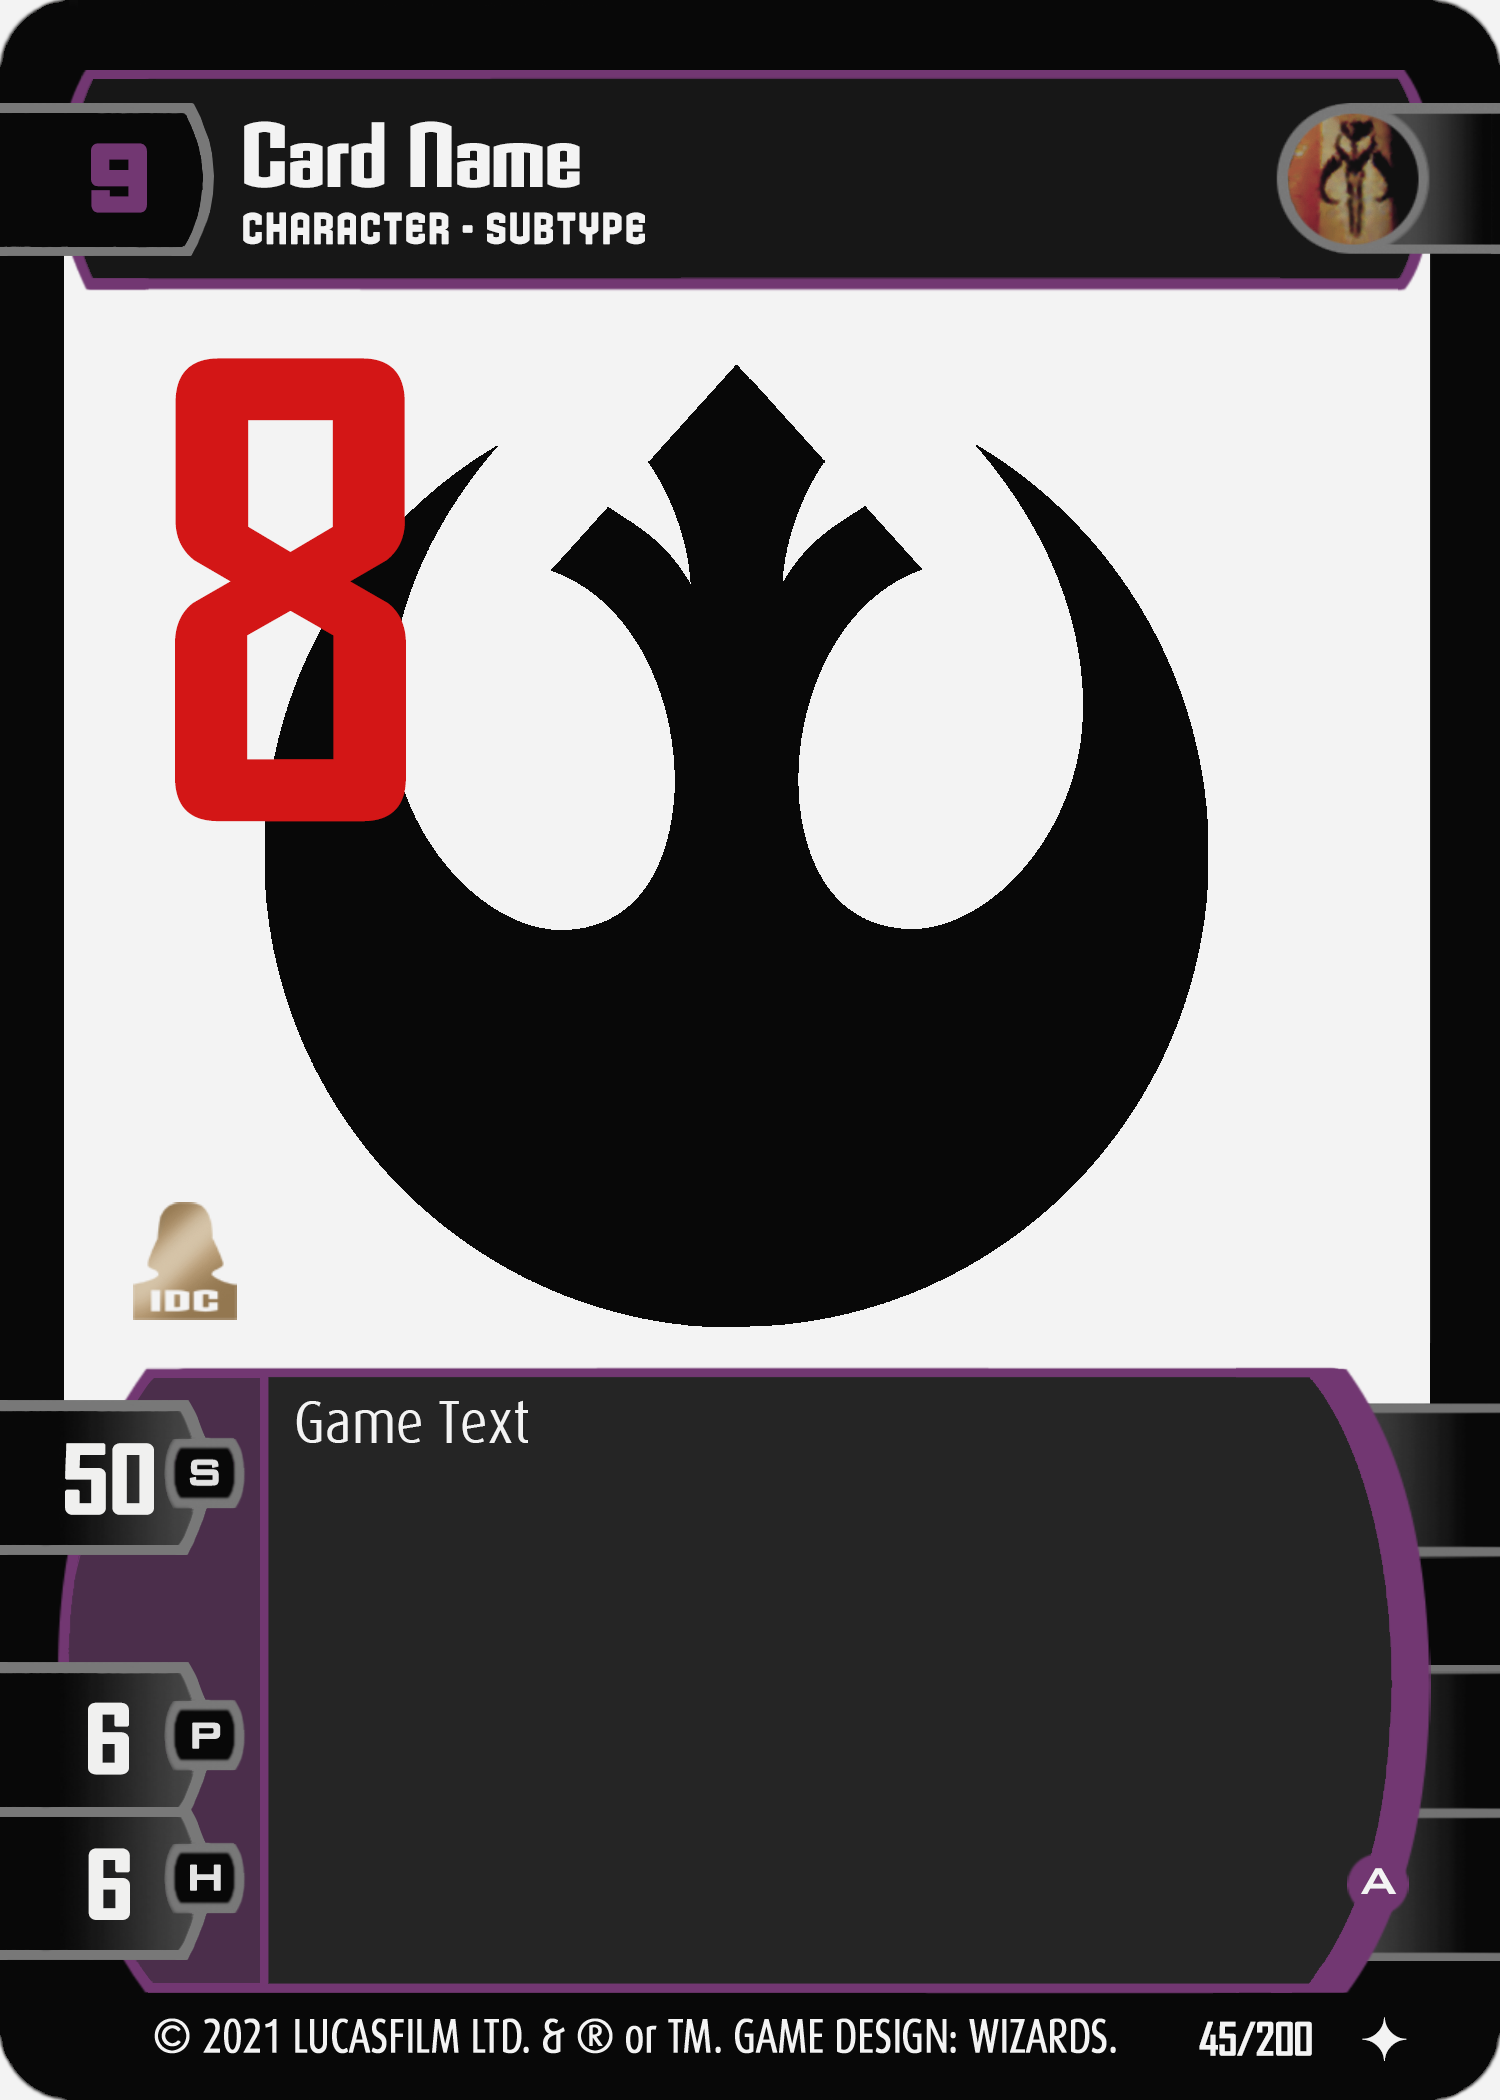 9
Card Name
CHARACTER - SUBTYPE
8
IDC
50 S
Game Text
6 P
6 H
A
© 2021 LUCASFILM LTD. & ® or TM. GAME DESIGN: WIZARDS. 45/200